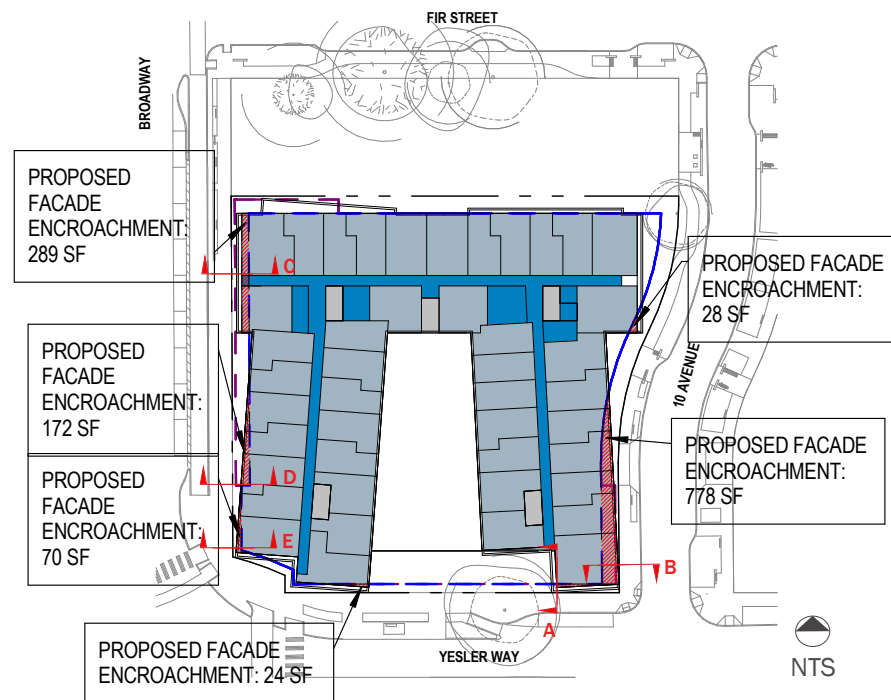 FIR STREET
BROADWAY
PROPOSED
FACADE
ENCROACHMENT:
289 SF
C
PROPOSED FACADE
ENCROACHMENT:
28 SF
PROPOSED
FACADE
ENCROACHMENT:
172 SF
10 AVENUE
PROPOSED FACADE
ENCROACHMENT:
778 SF
D
PROPOSED
FACADE
ENCROACHMENT:
70 SF
E
B
A
PROPOSED FACADE
ENCROACHMENT: 24 SF
YESLER WAY
NTS